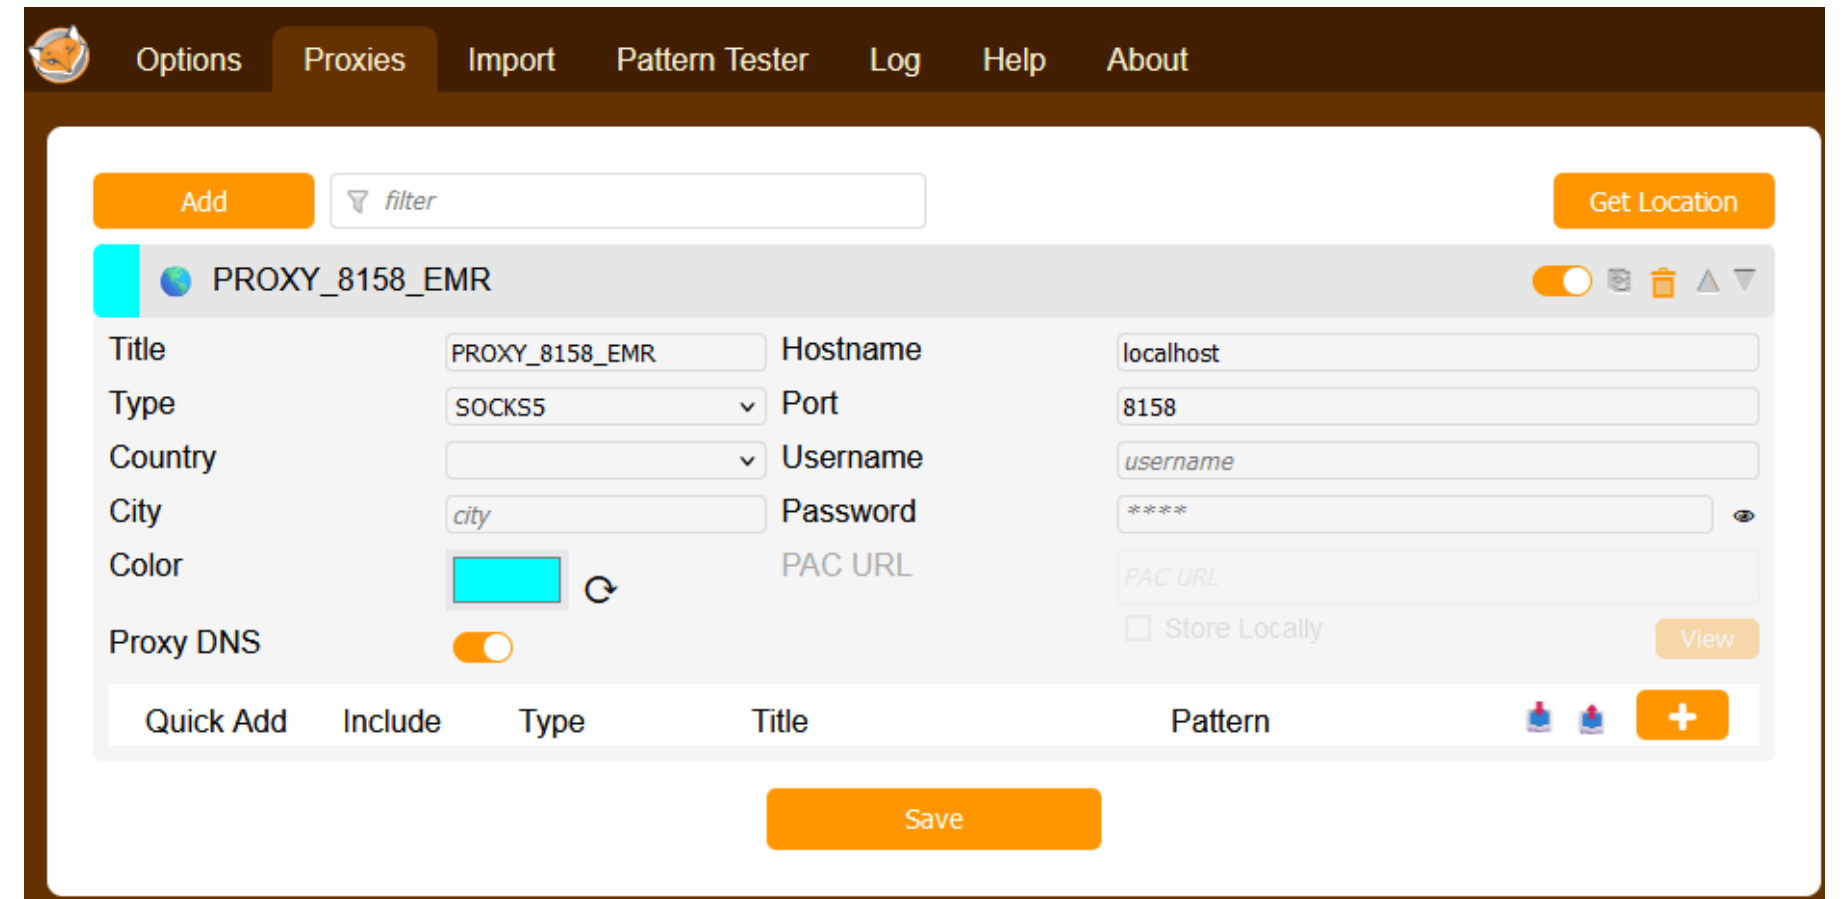 Options Proxies Import Pattern Tester Log Help About
Add filter Get Location
PROXY_8158_EMR
Title PROXY_8158_EMR Hostname localhost
Type SOCKS5 Port 8158
Country Username username
City city Password ****
Color PAC URL PAC URL
Proxy DNS Store Locally View
Quick Add Include Type Title Pattern
Save